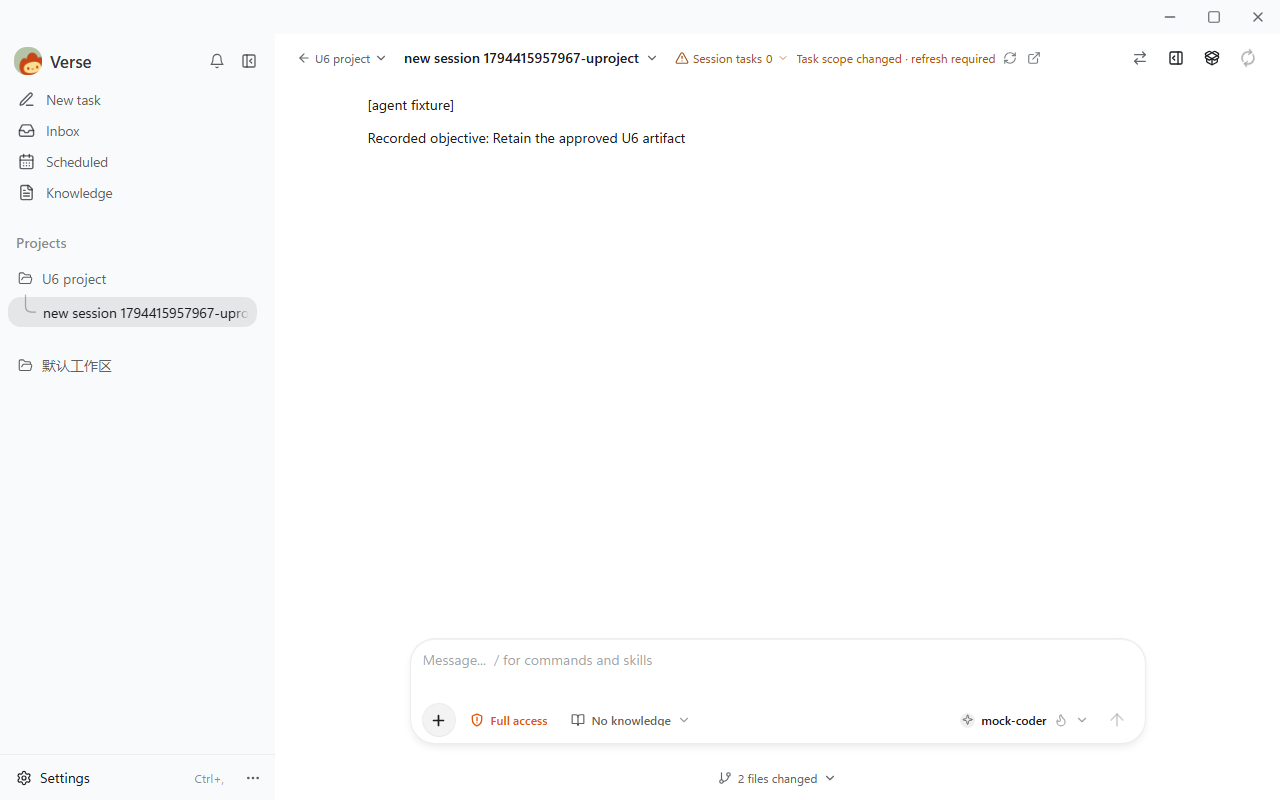 Verse
New task
Inbox
Scheduled
Knowledge
Projects
U6 project
new session 1794415957967-upro
默认工作区
Settings
Ctrl+,
U6 project
new session 1794415957967-uproject
Session tasks 0
Task scope changed · refresh required
[agent fixture]
Recorded objective: Retain the approved U6 artifact
Message... / for commands and skills
Full access
No knowledge
mock-coder
2 files changed